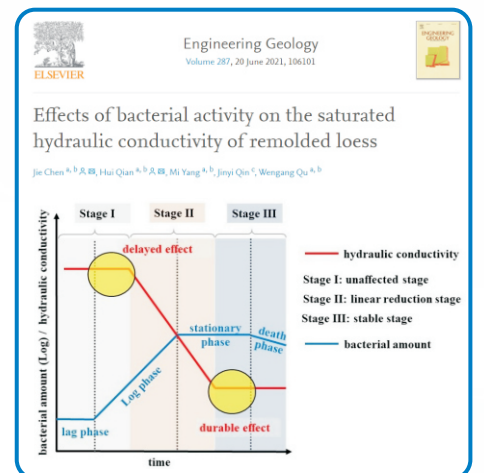 ELSEVIER
Engineering Geology
Volume 287, 20 June 2021, 106101
ENGINEERING
GEOLOGY
Effects of bacterial activity on the saturated
hydraulic conductivity of remolded loess
Jie Chen a, b, Hui Qian a, b, Mi Yang a, b, Jinyi Qin c, Wengang Qu a, b
Stage I
Stage II
Stage III
delayed effect
stationary
phase
death
phase
Log phase
lag phase
durable effect
time
bacterial amount (Log) / hydraulic conductivity
hydraulic conductivity
Stage I: unaffected stage
Stage II: linear reduction stage
Stage III: stable stage
bacterial amount